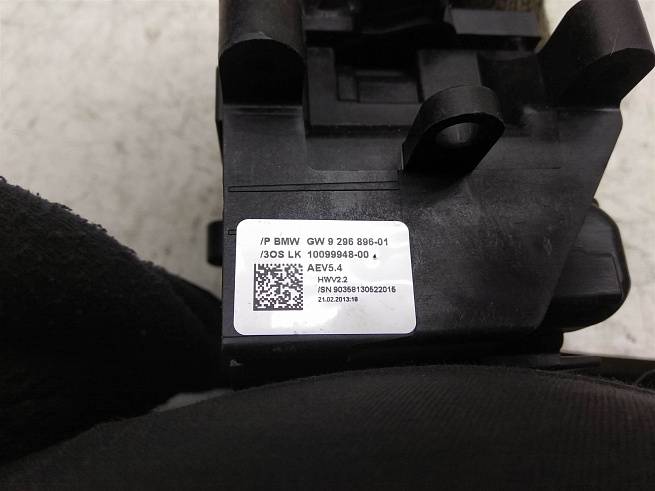 /P BMW GW 9 296 896-01
/3OS LK 10099948-00
AEV5.4
HWV2.2
/SN 90358130522015
21.02.2013:18